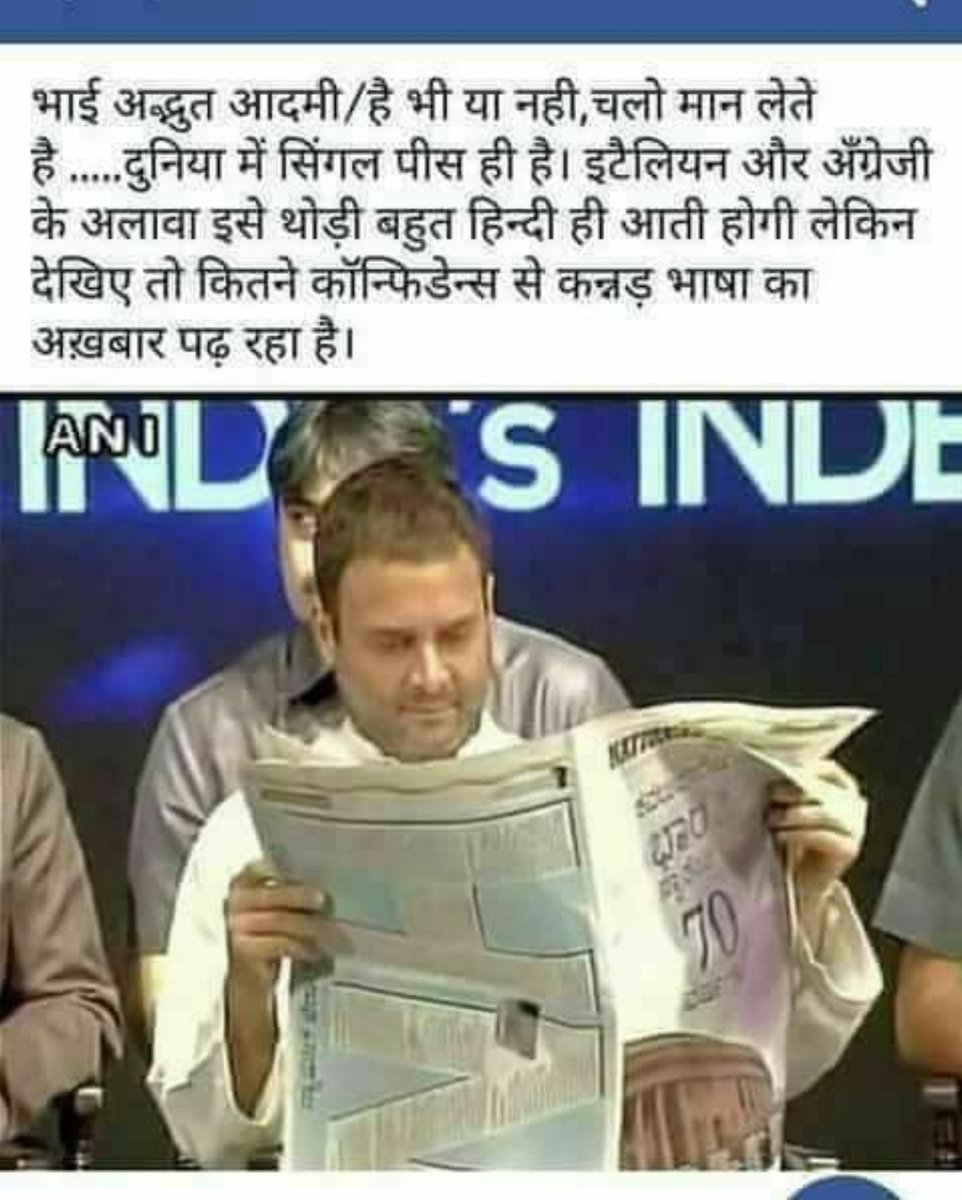 भाई अद्भुत आदमी/है भी या नही,चलो मान लेते
है .....दुनिया में सिंगल पीस ही है। इटैलियन और अँग्रेजी
के अलावा इसे थोड़ी बहुत हिन्दी ही आती होगी लेकिन
देखिए तो कितने कॉन्फिडेन्स से कन्नड़ भाषा का
अख़बार पढ़ रहा है।
ANI
'S INDE
70